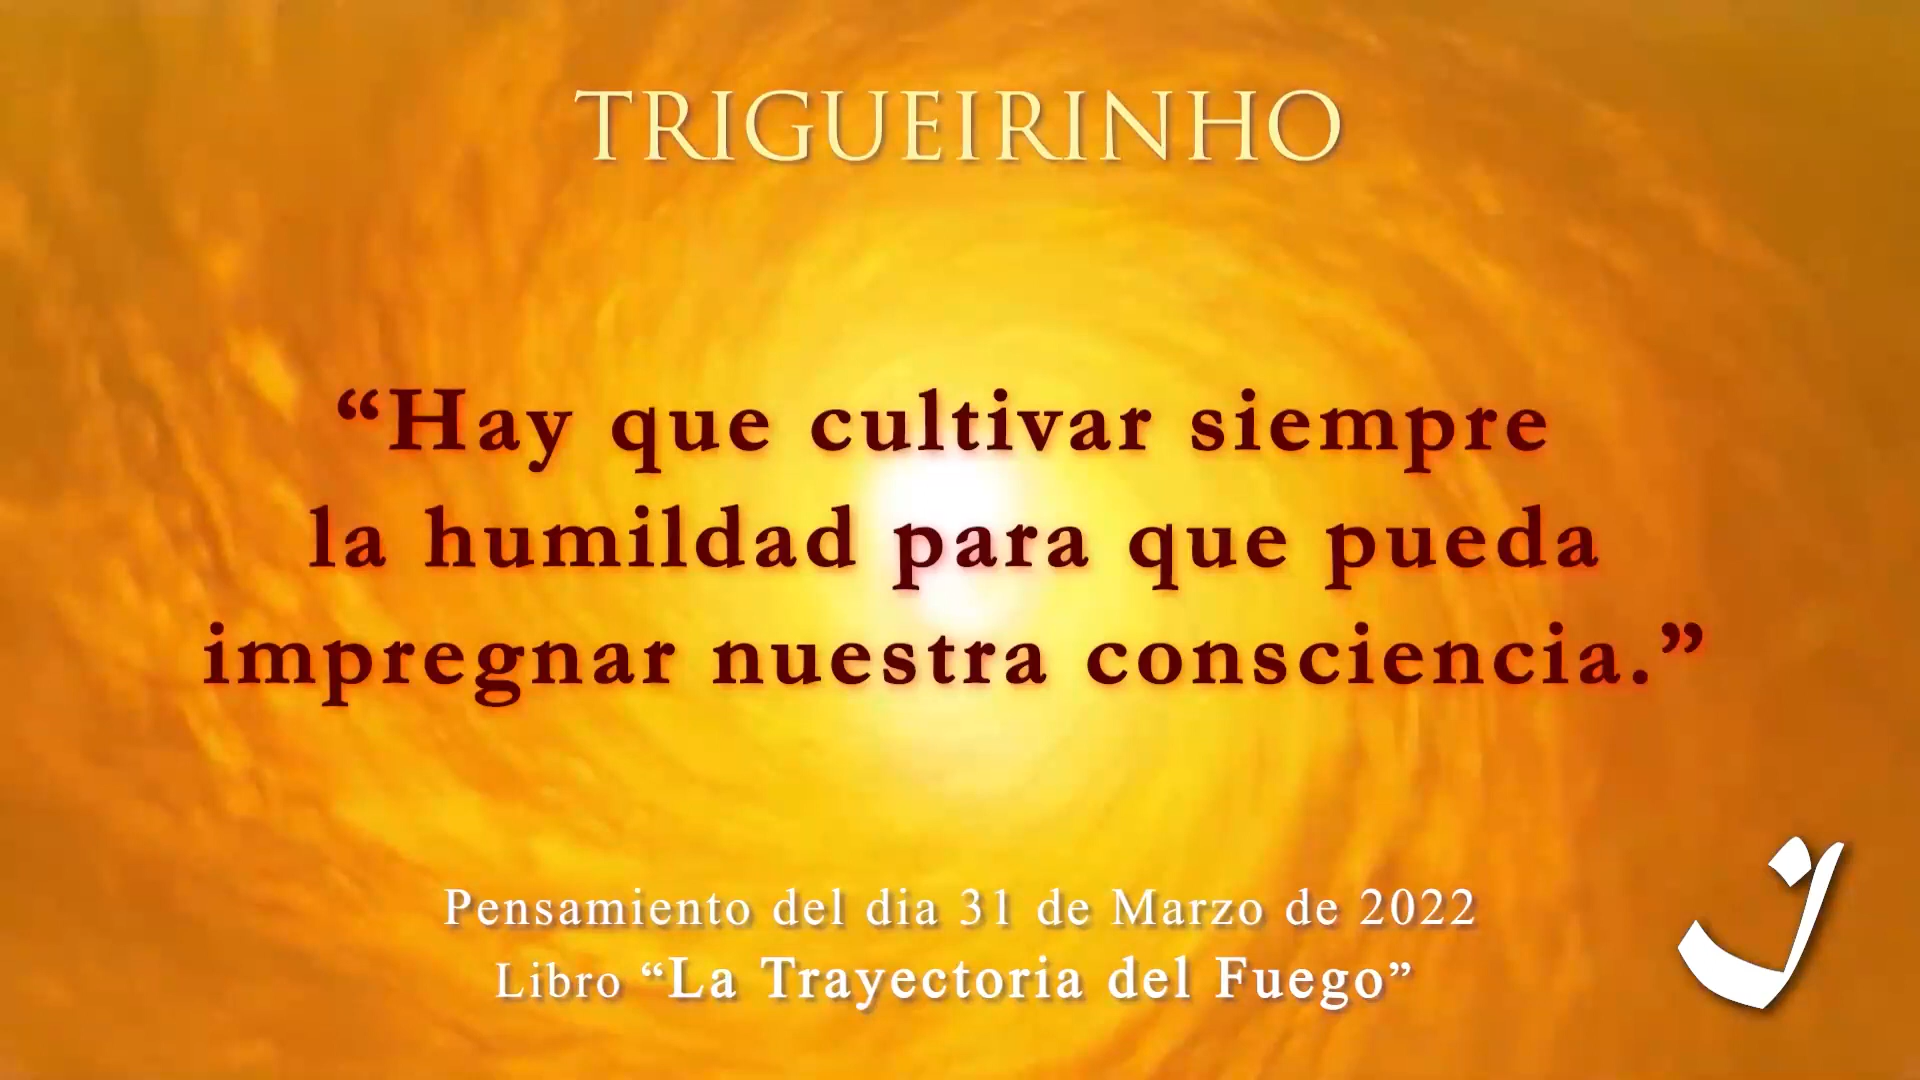 TRIGUEIRINHO
“Hay que cultivar siempre
la humildad para que pueda
impregnar nuestra consciencia.”
Pensamiento del dia 31 de Marzo de 2022
Libro “La Trayectoria del Fuego”